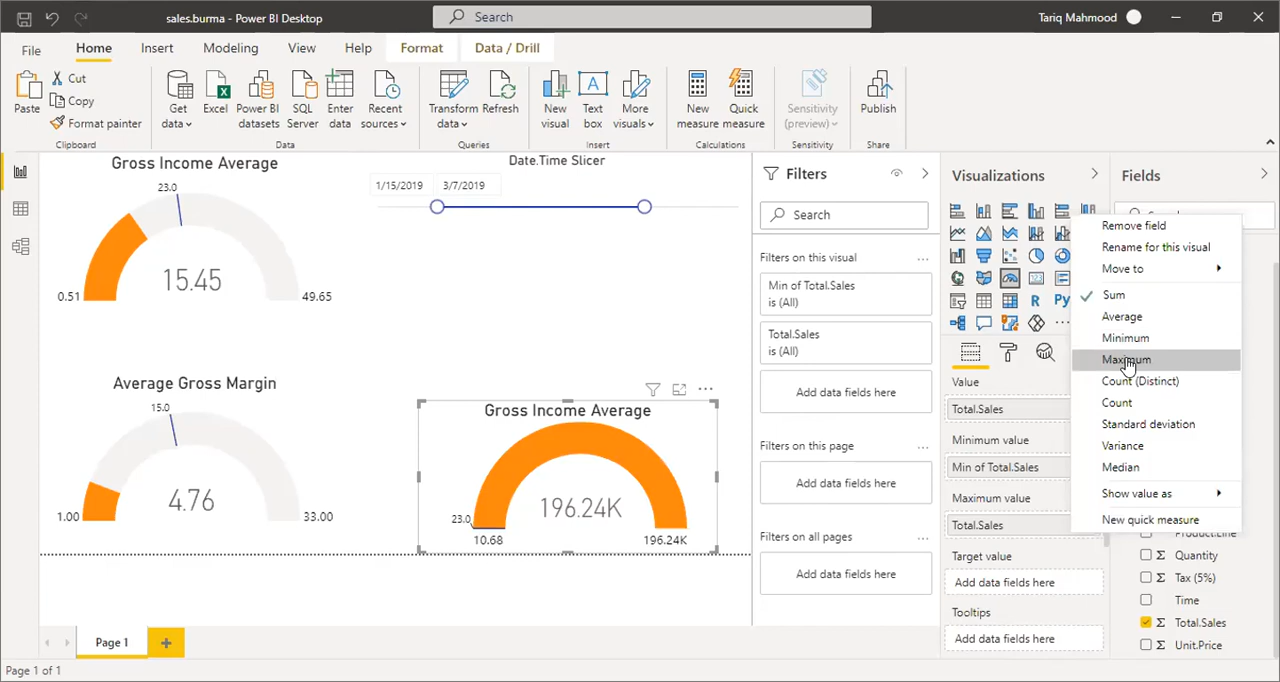 sales.burma - Power BI Desktop
Search
Tariq Mahmood
File
Home
Insert
Modeling
View
Help
Format
Data / Drill
Paste
Cut
Copy
Format painter
Clipboard
Get data
Excel
Power BI datasets
SQL Server
Enter data
Recent sources
Data
Transform data
Refresh
Queries
New visual
Text box
More visuals
Insert
New measure
Quick measure
Calculations
Sensitivity (preview)
Sensitivity
Publish
Share
Gross Income Average
23.0
15.45
0.51
49.65
Date.Time Slicer
1/15/2019
3/7/2019
Average Gross Margin
15.0
4.76
1.00
33.00
Gross Income Average
196.24K
23.0
10.68
196.24K
Filters
Search
Filters on this visual
Min of Total.Sales
is (All)
Total.Sales
is (All)
Add data fields here
Filters on this page
Add data fields here
Filters on all pages
Add data fields here
Visualizations
R
Py
Value
Total.Sales
Minimum value
Min of Total.Sales
Maximum value
Total.Sales
Target value
Add data fields here
Tooltips
Add data fields here
Fields
Remove field
Rename for this visual
Move to
Sum
Average
Minimum
Maximum
Count (Distinct)
Count
Standard deviation
Variance
Median
Show value as
New quick measure
Product.Line
Quantity
Tax (5%)
Time
Total.Sales
Unit.Price
Page 1
Page 1 of 1